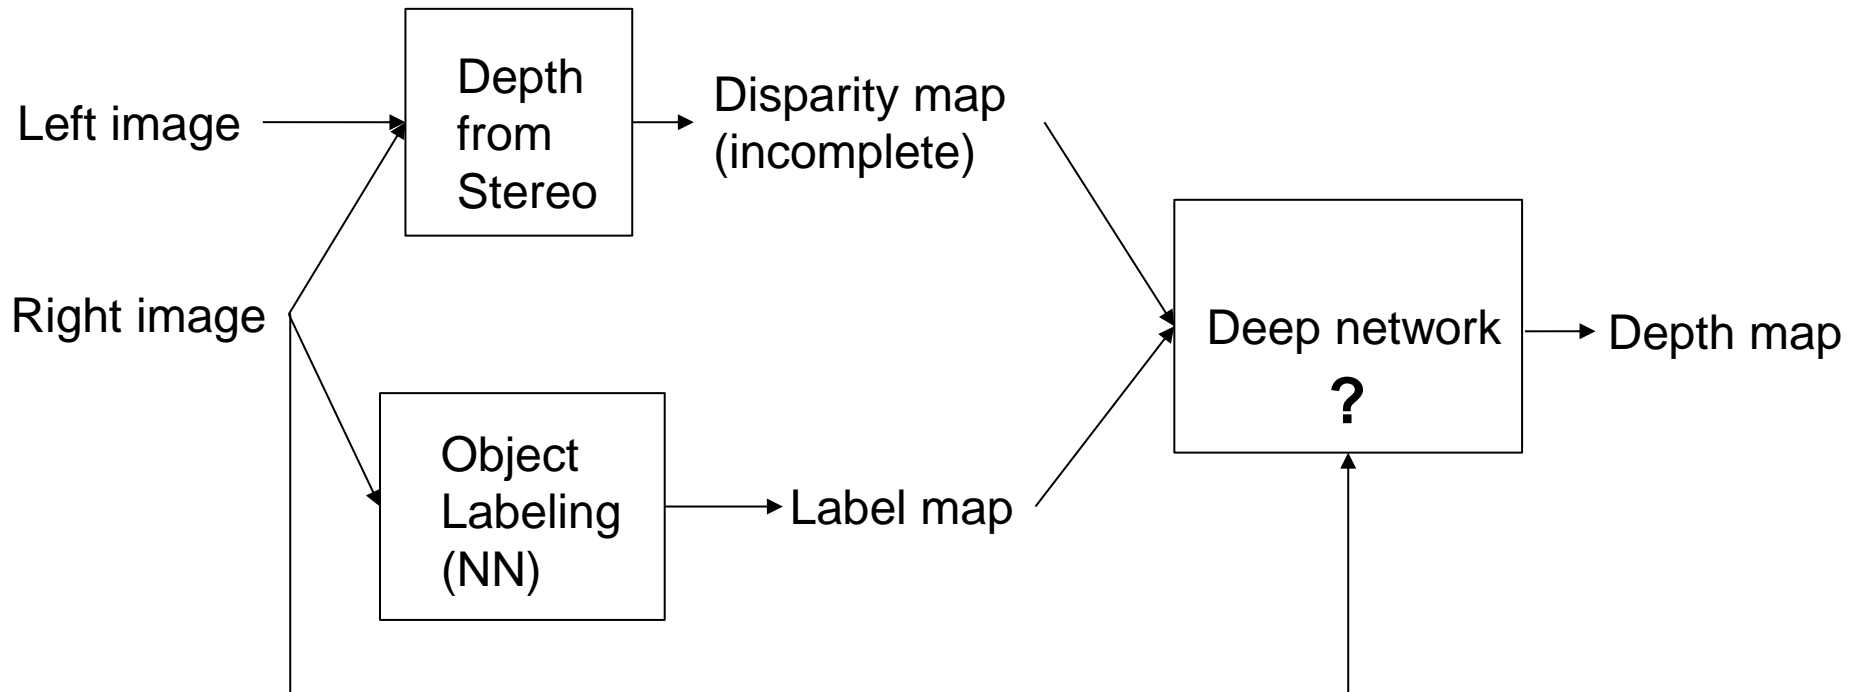 Left image
Depth
from
Stereo
Disparity map
(incomplete)
Right image
Object
Labeling
(NN)
Label map
Deep network
?
Depth map